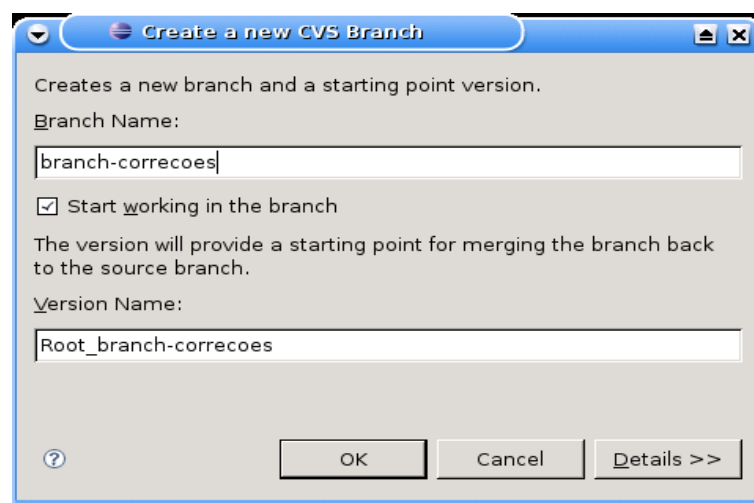 Create a new CVS Branch
Creates a new branch and a starting point version.
Branch Name:
branch-correcoes
Start working in the branch
The version will provide a starting point for merging the branch back
to the source branch.
Version Name:
Root_branch-correcoes
? OK Cancel Details >>